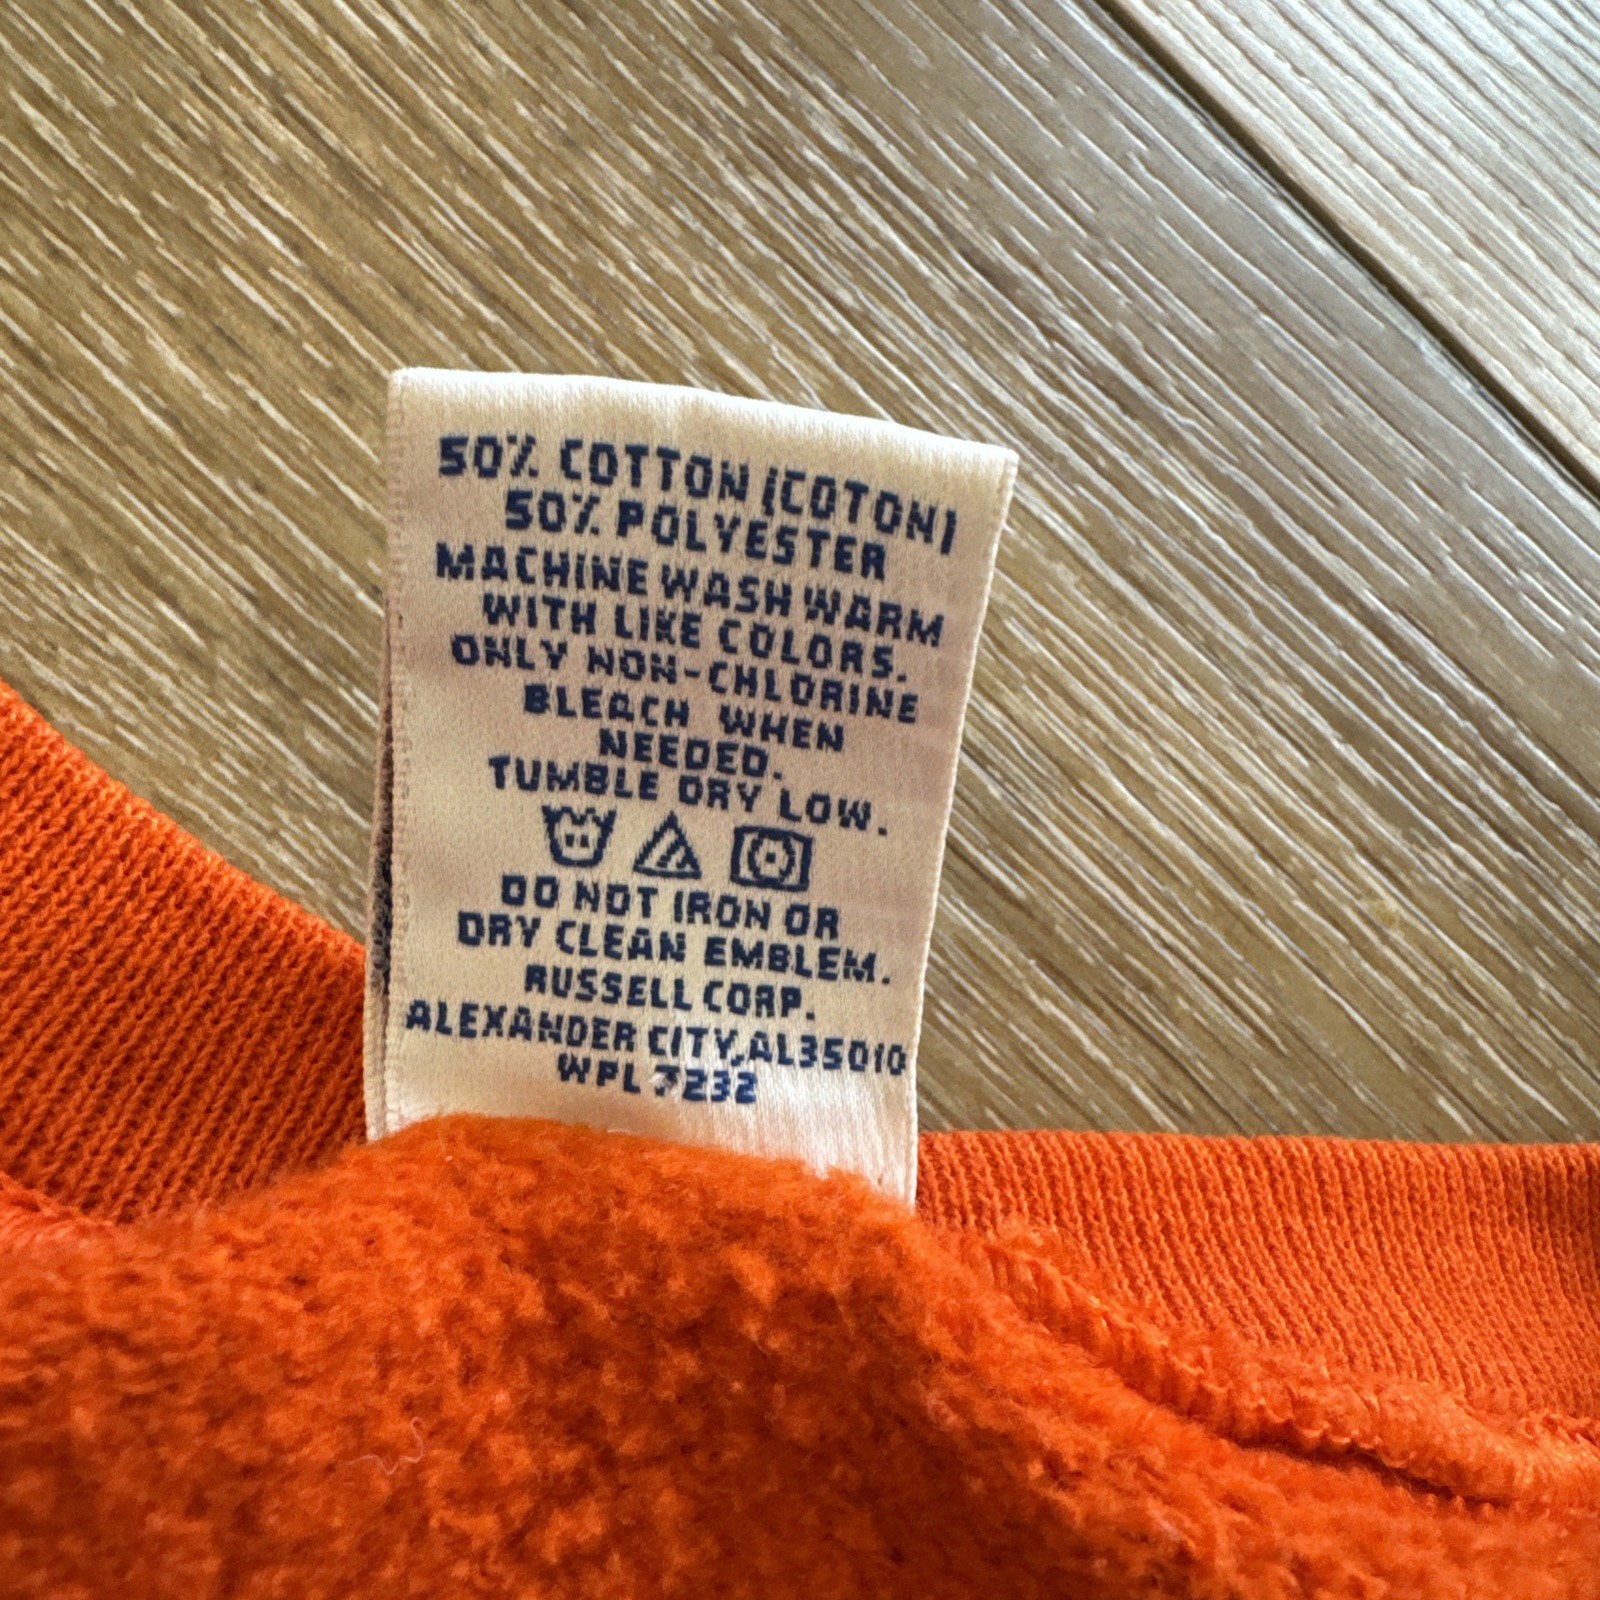 50% COTTON (COTON)
50% POLYESTER
MACHINE WASH WARM
WITH LIKE COLORS.
ONLY NON-CHLORINE
BLEACH WHEN
NEEDED.
TUMBLE DRY LOW.
DO NOT IRON OR
DRY CLEAN EMBLEM.
RUSSELL CORP.
ALEXANDER CITY,AL35010
WPL 7232